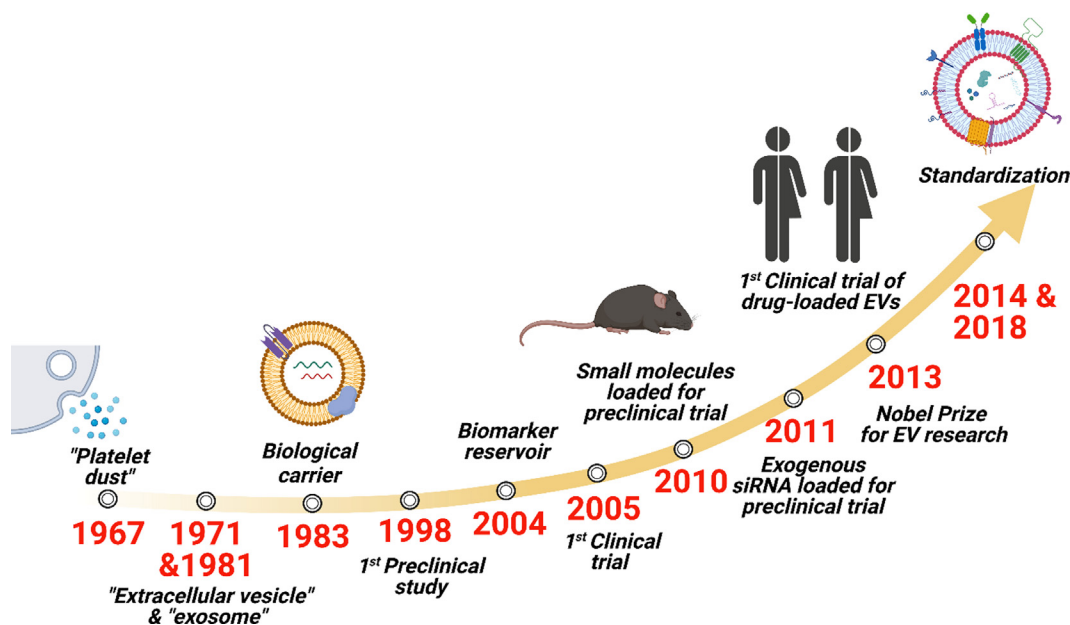 "Platelet
dust"
1967
1971
&1981
"Extracellular vesicle"
& "exosome"
Biological
carrier
1983
1998
1st Preclinical
study
Biomarker
reservoir
2004
2005
1st Clinical
trial
Small molecules
loaded for
preclinical trial
2010
2011
Exogenous
siRNA loaded for
preclinical trial
1st Clinical trial of
drug-loaded EVs
2013
Nobel Prize
for EV research
Standardization
2014 &
2018